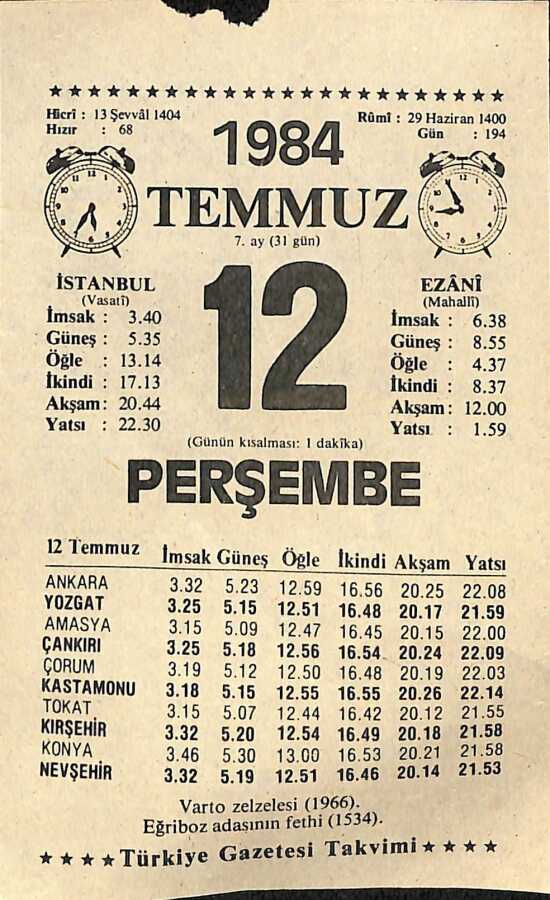 ★★★★★★★★★★★★★★★★★★★★★★★★
Hicrî : 13 Şevvâl 1404
Hızır : 68
1984
Rûmî : 29 Haziran 1400
Gün : 194
TEMMUZ
7. ay (31 gün)
12
İSTANBUL
(Vasatî)
İmsak : 3.40
Güneş : 5.35
Öğle : 13.14
İkindi : 17.13
Akşam : 20.44
Yatsı : 22.30
EZÂNÎ
(Mahallî)
İmsak : 6.38
Güneş : 8.55
Öğle : 4.37
İkindi : 8.37
Akşam : 12.00
Yatsı : 1.59
(Günün kısalması: 1 dakîka)
PERŞEMBE
12 Temmuz İmsak Güneş Öğle İkindi Akşam Yatsı
ANKARA 3.32 5.23 12.59 16.56 20.25 22.08
YOZGAT 3.25 5.15 12.51 16.48 20.17 21.59
AMASYA 3.15 5.09 12.47 16.45 20.15 22.00
ÇANKIRI 3.25 5.18 12.56 16.54 20.24 22.09
ÇORUM 3.19 5.12 12.50 16.48 20.19 22.03
KASTAMONU 3.18 5.15 12.55 16.55 20.26 22.14
TOKAT 3.15 5.07 12.44 16.42 20.12 21.55
KIRŞEHİR 3.32 5.20 12.54 16.49 20.18 21.58
KONYA 3.46 5.30 13.00 16.53 20.21 21.58
NEVŞEHİR 3.32 5.19 12.51 16.46 20.14 21.53
Varto zelzelesi (1966).
Eğriboz adasının fethi (1534).
★★★★Türkiye Gazetesi Takvimi★★★★